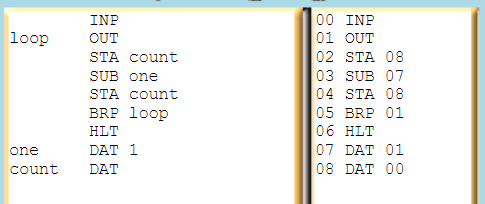 INP
loop OUT
STA count
SUB one
STA count
BRP loop
HLT
one DAT 1
count DAT
00 INP
01 OUT
02 STA 08
03 SUB 07
04 STA 08
05 BRP 01
06 HLT
07 DAT 01
08 DAT 00